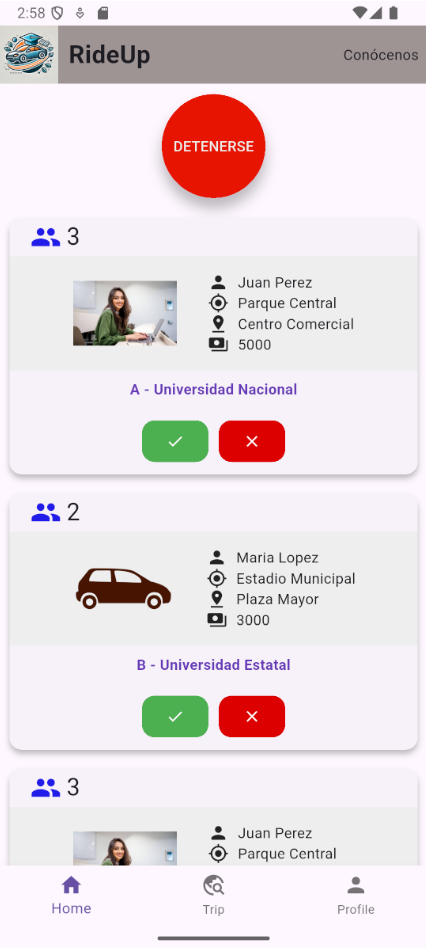 2:58
RideUp
Conócenos
DETENERSE
3
Juan Perez
Parque Central
Centro Comercial
5000
A - Universidad Nacional
2
Maria Lopez
Estadio Municipal
Plaza Mayor
3000
B - Universidad Estatal
3
Juan Perez
Parque Central
Home
Trip
Profile